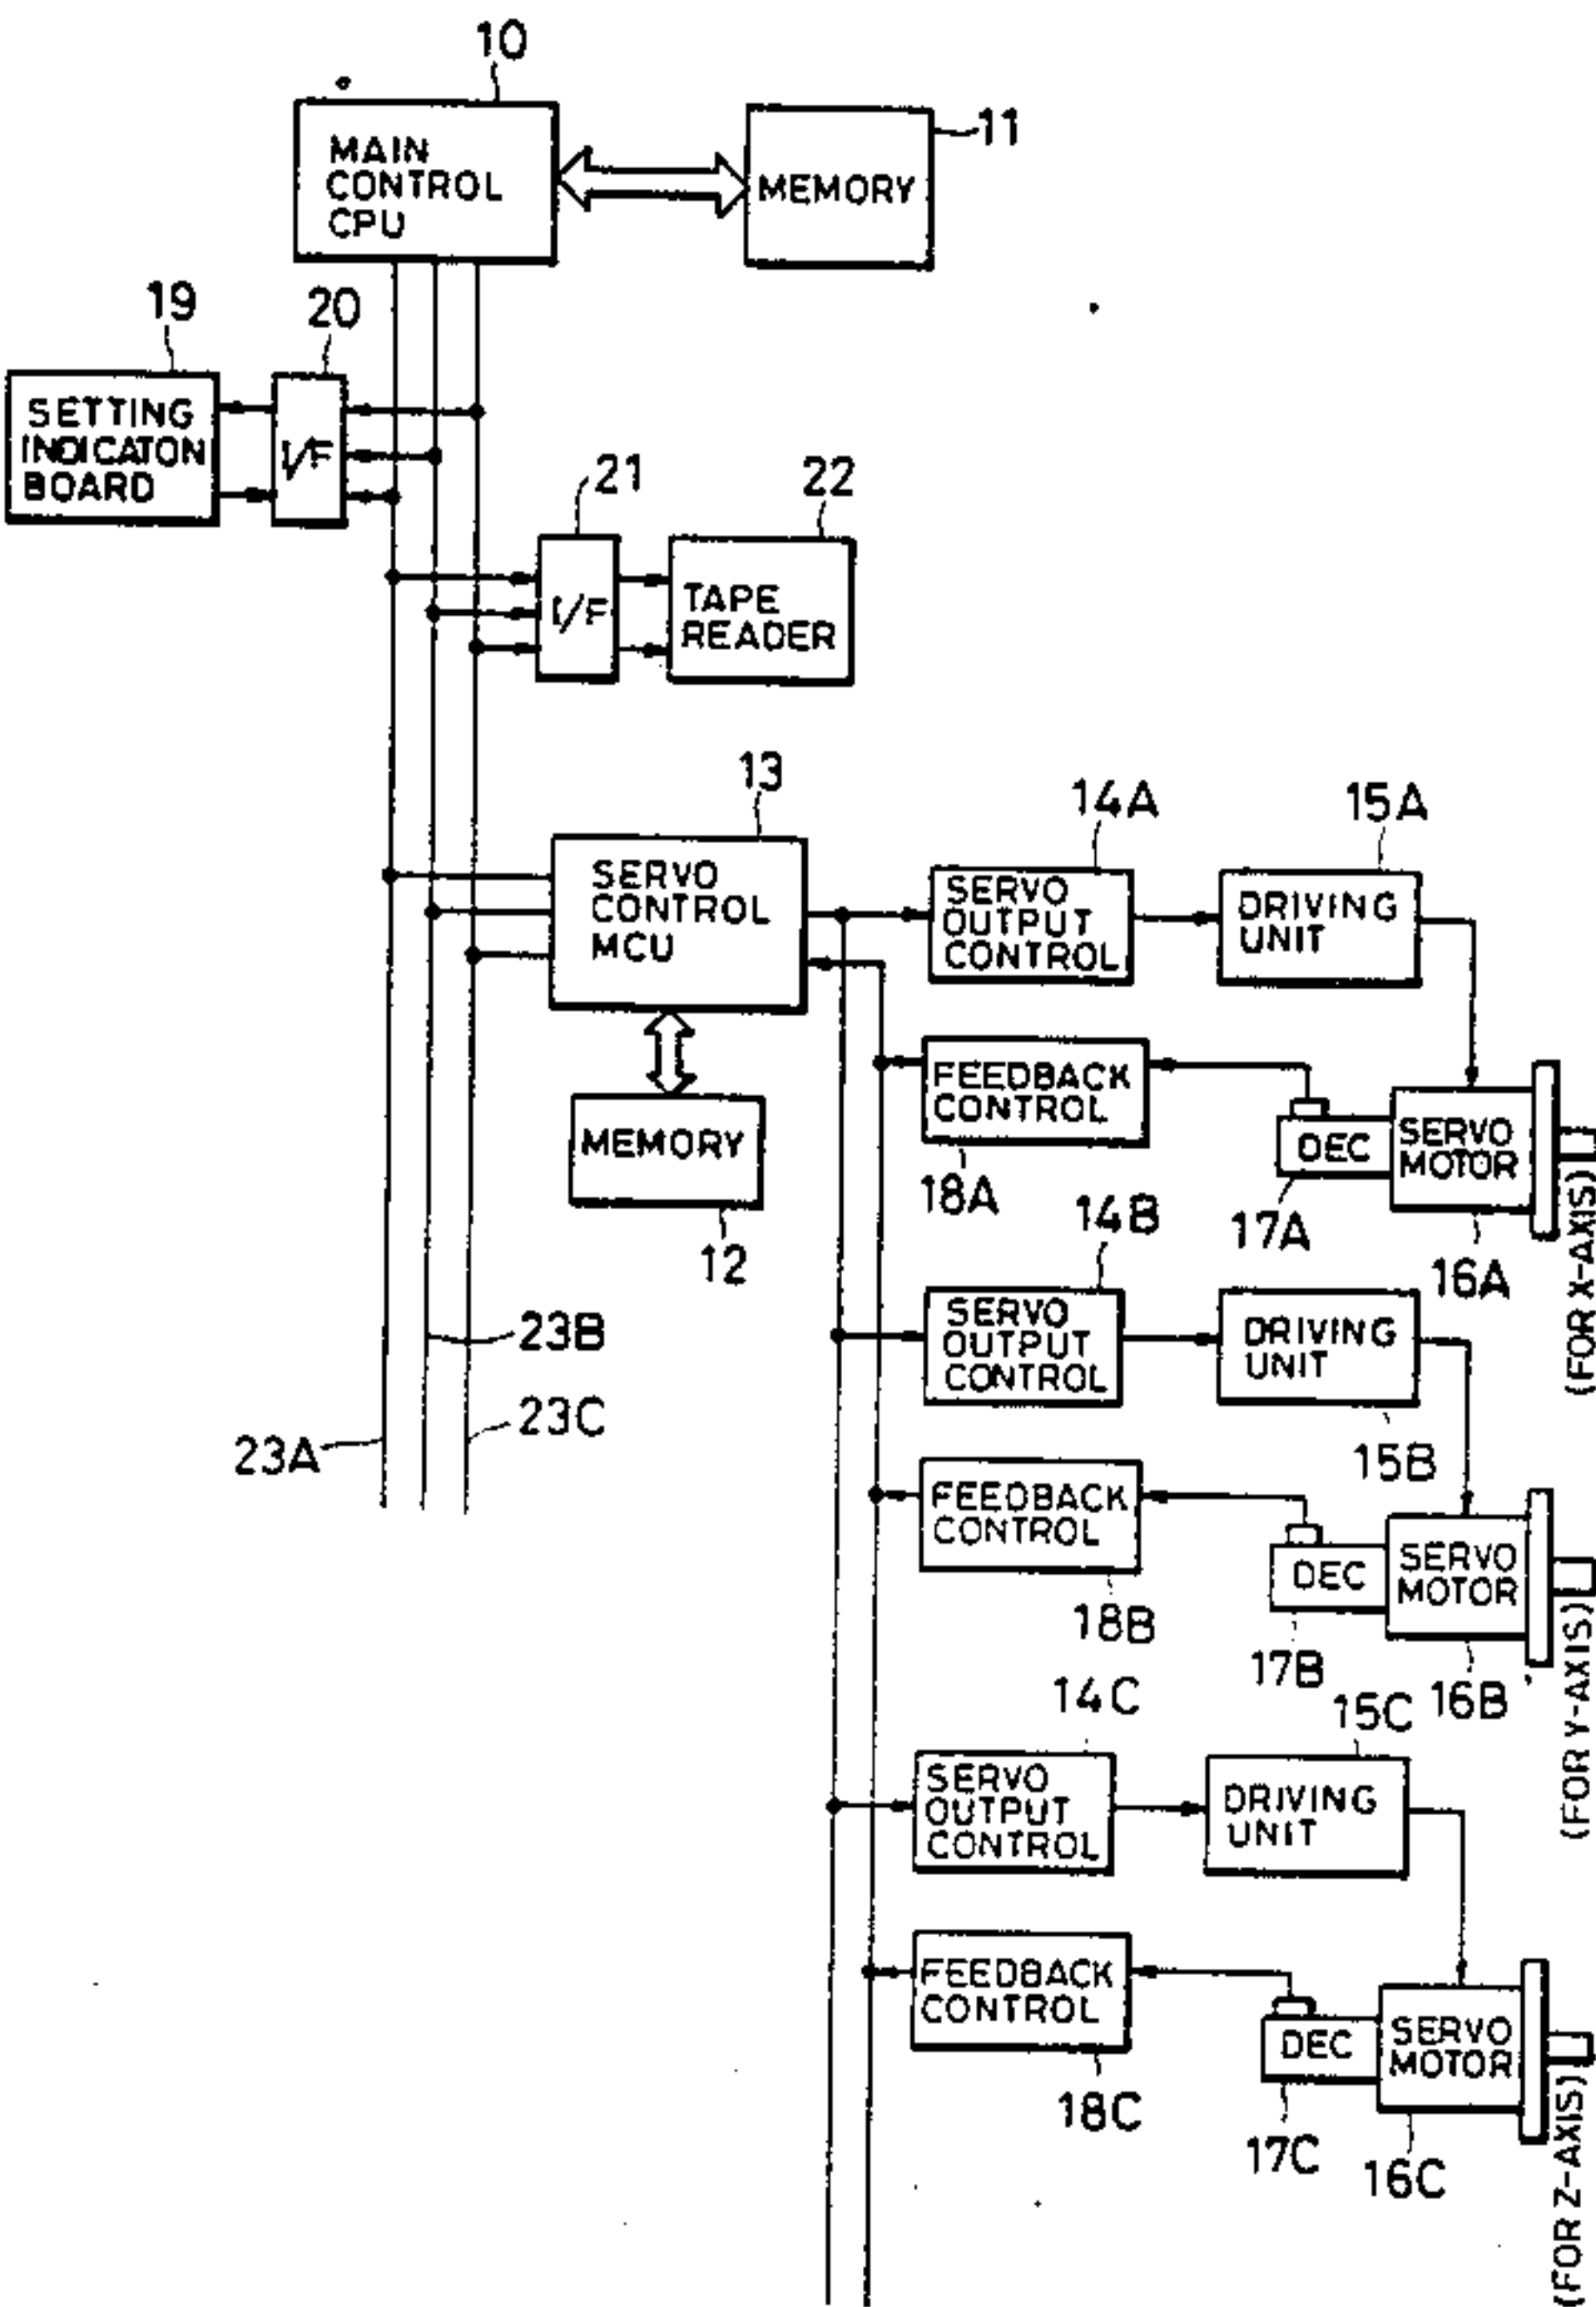 10
MAIN
CONTROL
CPU
11
MEMORY
19
20
SETTING
INDICATON
BOARD
I/F
21
22
I/F
TAPE
READER
13
SERVO
CONTROL
MCU
14A
15A
SERVO
OUTPUT
CONTROL
DRIVING
UNIT
MEMORY
12
FEEDBACK
CONTROL
18A
DEC
17A
SERVO
MOTOR
16A
(FOR X-AXIS)
23B
23C
23A
14B
SERVO
OUTPUT
CONTROL
DRIVING
UNIT
15B
FEEDBACK
CONTROL
18B
DEC
17B
SERVO
MOTOR
16B
(FOR Y-AXIS)
14C
15C
SERVO
OUTPUT
CONTROL
DRIVING
UNIT
FEEDBACK
CONTROL
18C
DEC
17C
SERVO
MOTOR
16C
(FOR Z-AXIS)